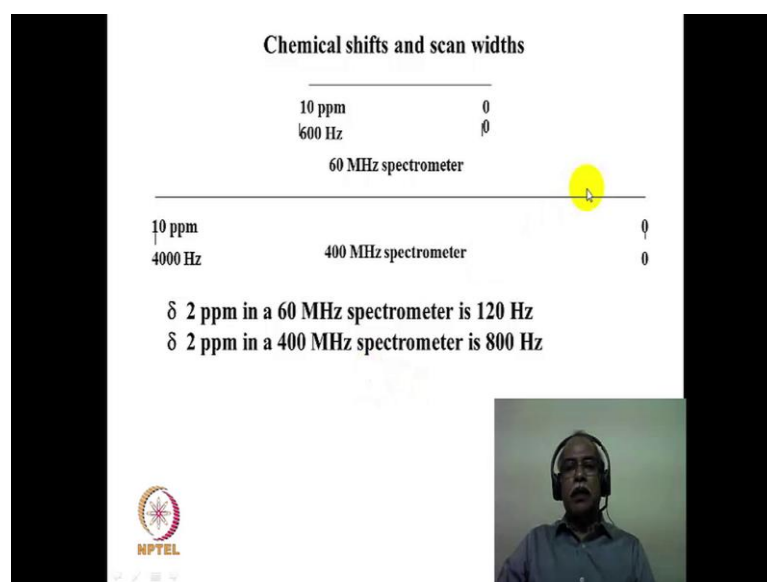 Chemical shifts and scan widths
10 ppm 0
600 Hz 0
60 MHz spectrometer
10 ppm 0
4000 Hz 400 MHz spectrometer 0
δ 2 ppm in a 60 MHz spectrometer is 120 Hz
δ 2 ppm in a 400 MHz spectrometer is 800 Hz
NPTEL